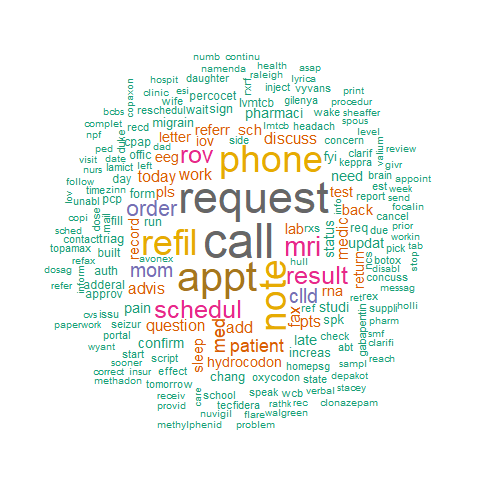 numb continu
namenda health asap
hospit daughter raleigh lyrica
clinic esi rxrf inject vyvans print
copaxon wife percocet gilenya procedur
bcbs reschedul wait sign pharmaci wake sheaffer
complet recd migrain lvmtcb lmtcb headach spous
npf duke letter referr sch discuss concern level
ped cpap iov side fyi clarif valium review
visit date dad offic eeg rov phone keppra givr
nurs lamict left day today work need brain appoint
follow time zinn pls request test est week
lov form info report send focalin
unabl pcp order back cancel
copi dose fill run call req due prior
sched record refil mri status medic updat workin
contact triag appt pick tab
topamax built mom avonex note lab rxs return ncs botox stop
refax hull result disabl
dosag inform auth advis clld rna studi ret rex messag
refer adderal approv schedul ref suppli holli
cvs issu pain med fax pts spk gabapentin pharm
paperwork seizur question add smf
portal confirm patient late check clarifi
wyant start sleep increas abt reach
sooner script effect hydrocodon homepsg sampl
correct insur chang oxycodon state depakot
methadon tomorrow school speak wcb verbal stacey
receiv care tecfidera rathk rec clonazepam
provid nuvigil flare walgreen
methylphenid problem